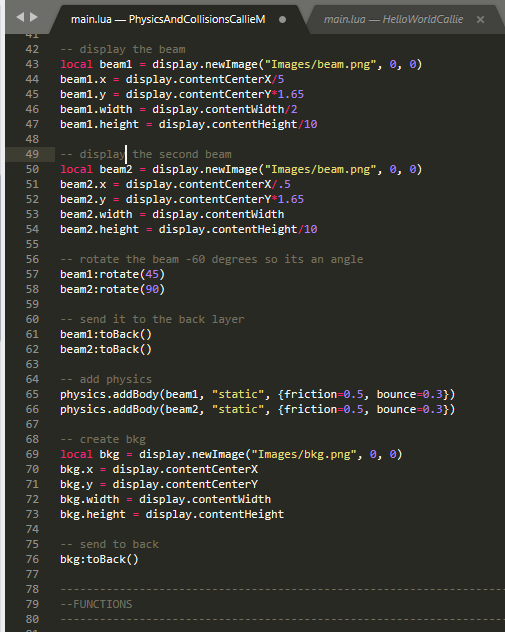 main.lua — PhysicsAndCollisionsCallieM
main.lua — HelloWorldCallie
41
42 -- display the beam
43 local beam1 = display.newImage("Images/beam.png", 0, 0)
44 beam1.x = display.contentCenterX/5
45 beam1.y = display.contentCenterY*1.65
46 beam1.width = display.contentWidth/2
47 beam1.height = display.contentHeight/10
48
49 -- display the second beam
50 local beam2 = display.newImage("Images/beam.png", 0, 0)
51 beam2.x = display.contentCenterX/.5
52 beam2.y = display.contentCenterY*1.65
53 beam2.width = display.contentWidth
54 beam2.height = display.contentHeight/10
55
56 -- rotate the beam -60 degrees so its an angle
57 beam1:rotate(45)
58 beam2:rotate(90)
59
60 -- send it to the back layer
61 beam1:toBack()
62 beam2:toBack()
63
64 -- add physics
65 physics.addBody(beam1, "static", {friction=0.5, bounce=0.3})
66 physics.addBody(beam2, "static", {friction=0.5, bounce=0.3})
67
68 -- create bkg
69 local bkg = display.newImage("Images/bkg.png", 0, 0)
70 bkg.x = display.contentCenterX
71 bkg.y = display.contentCenterY
72 bkg.width = display.contentWidth
73 bkg.height = display.contentHeight
74
75 -- send to back
76 bkg:toBack()
77
78 --------------------------------------------------------------------
79 --FUNCTIONS
80 --------------------------------------------------------------------